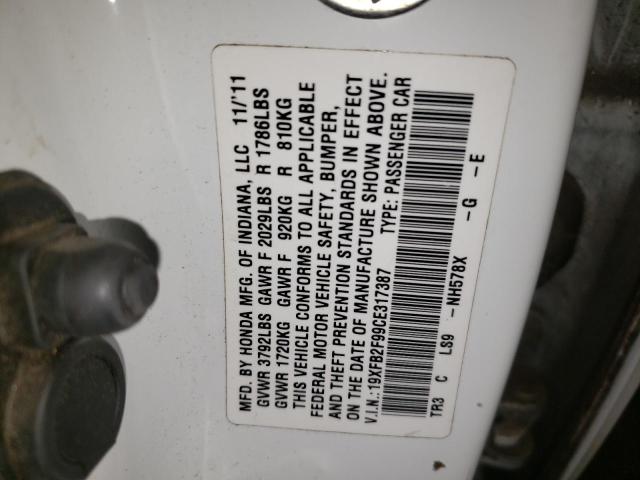 MFD. BY HONDA MFG. OF INDIANA, LLC 11/'11
GVWR 3792LBS GAWR F 2029LBS R 1786LBS
GVWR 1720KG GAWR F 920KG R 810KG
THIS VEHICLE CONFORMS TO ALL APPLICABLE
FEDERAL MOTOR VEHICLE SAFETY, BUMPER,
AND THEFT PREVENTION STANDARDS IN EFFECT
ON THE DATE OF MANUFACTURE SHOWN ABOVE.
V.I.N.:19XFB2F99CE317387 TYPE: PASSENGER CAR
TR3 C LS9 -NH578X -G -E